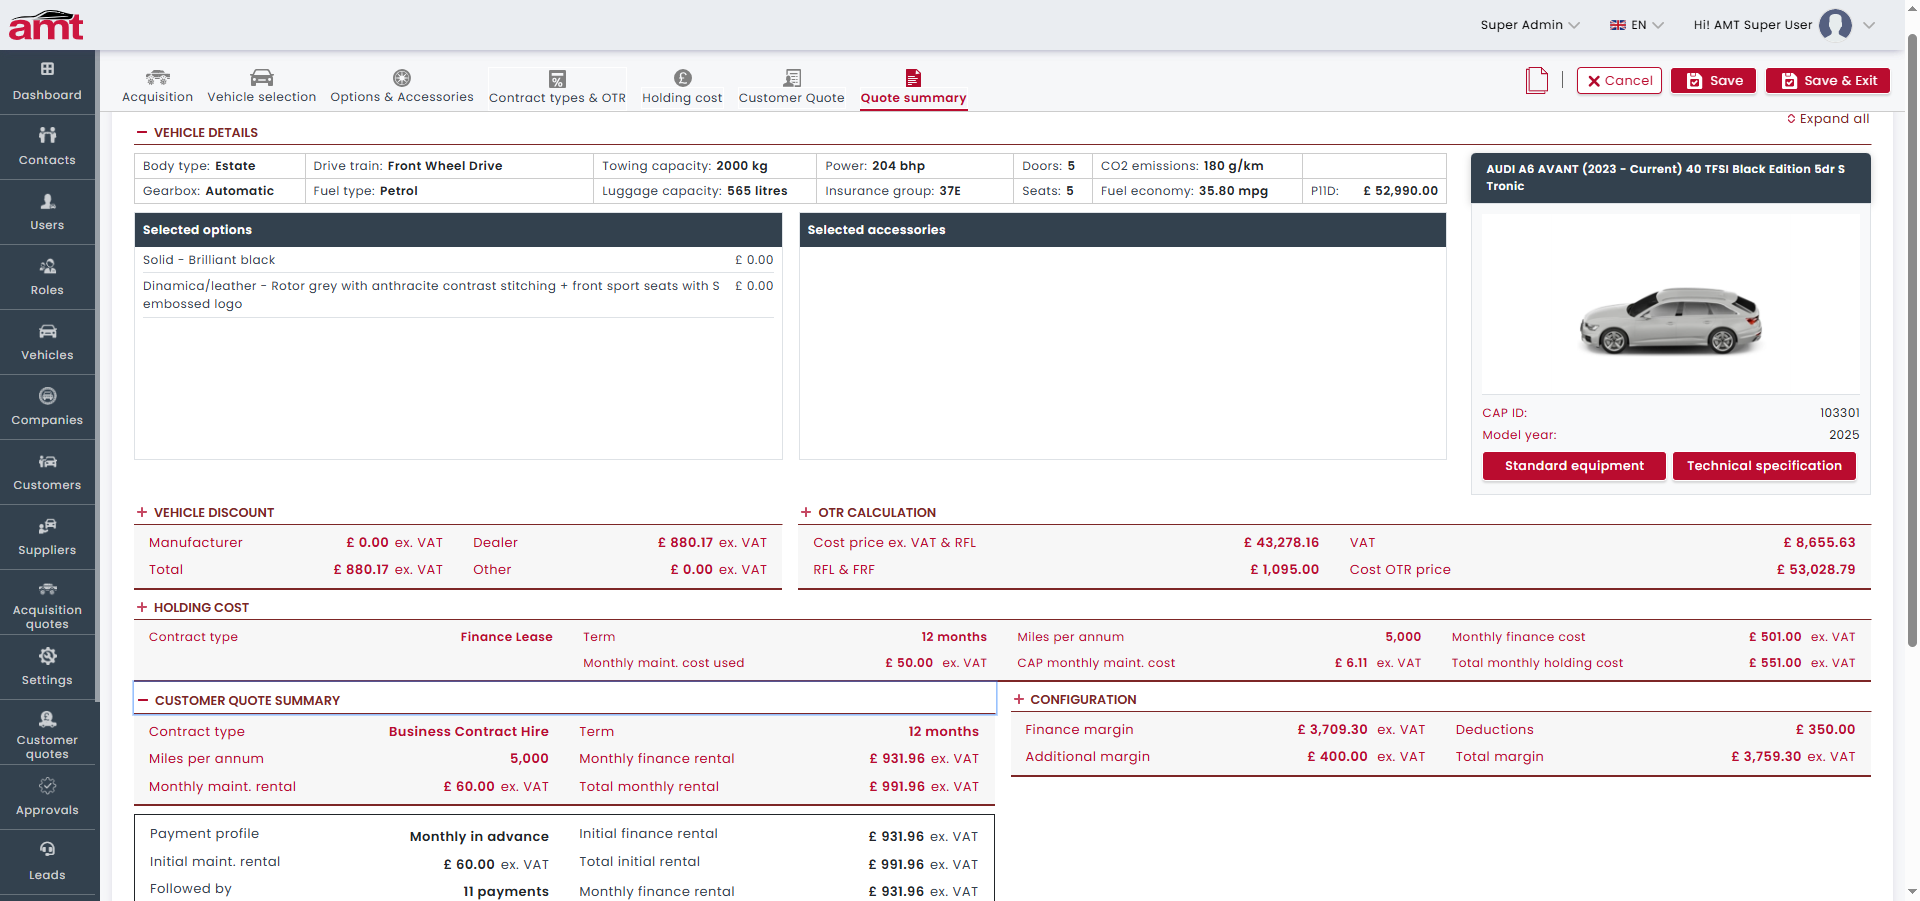 amt
Super Admin
EN
Hi! AMT Super User
Dashboard
Contacts
Users
Roles
Vehicles
Companies
Customers
Suppliers
Acquisition
quotes
Settings
Customer
quotes
Approvals
Leads
Acquisition
Vehicle selection
Options & Accessories
Contract types & OTR
Holding cost
Customer Quote
Quote summary
Cancel
Save
Save & Exit
VEHICLE DETAILS
Expand all
Body type: Estate
Drive train: Front Wheel Drive
Towing capacity: 2000 kg
Power: 204 bhp
Doors: 5
CO2 emissions: 180 g/km
Gearbox: Automatic
Fuel type: Petrol
Luggage capacity: 565 litres
Insurance group: 37E
Seats: 5
Fuel economy: 35.80 mpg
P11D: £ 52,990.00
Selected options
Solid - Brilliant black £ 0.00
Dinamica/leather - Rotor grey with anthracite contrast stitching + front sport seats with S £ 0.00
embossed logo
Selected accessories
AUDI A6 AVANT (2023 - Current) 40 TFSI Black Edition 5dr S
Tronic
CAP ID: 103301
Model year: 2025
Standard equipment
Technical specification
VEHICLE DISCOUNT
Manufacturer £ 0.00 ex. VAT Dealer £ 880.17 ex. VAT
Total £ 880.17 ex. VAT Other £ 0.00 ex. VAT
OTR CALCULATION
Cost price ex. VAT & RFL £ 43,278.16 VAT £ 8,655.63
RFL & FRF £ 1,095.00 Cost OTR price £ 53,028.79
HOLDING COST
Contract type Finance Lease Term 12 months Miles per annum 5,000 Monthly finance cost £ 501.00 ex. VAT
Monthly maint. cost used £ 50.00 ex. VAT CAP monthly maint. cost £ 6.11 ex. VAT Total monthly holding cost £ 551.00 ex. VAT
CUSTOMER QUOTE SUMMARY
Contract type Business Contract Hire Term 12 months
Miles per annum 5,000 Monthly finance rental £ 931.96 ex. VAT
Monthly maint. rental £ 60.00 ex. VAT Total monthly rental £ 991.96 ex. VAT
CONFIGURATION
Finance margin £ 3,709.30 ex. VAT Deductions £ 350.00
Additional margin £ 400.00 ex. VAT Total margin £ 3,759.30 ex. VAT
Payment profile Monthly in advance Initial finance rental £ 931.96 ex. VAT
Initial maint. rental £ 60.00 ex. VAT Total initial rental £ 991.96 ex. VAT
Followed by 11 payments Monthly finance rental £ 931.96 ex. VAT